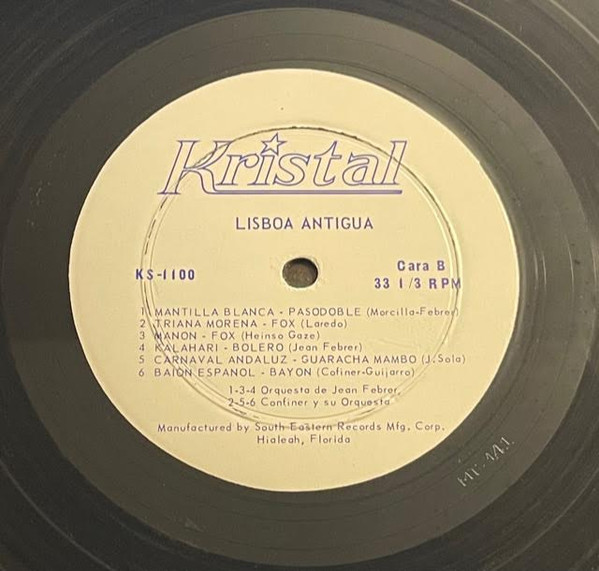 Kristal
LISBOA ANTIGUA
KS-1100
Cara B
33 1/3 RPM
1 MANTILLA BLANCA - PASODOBLE (Morcilla-Febrer)
2 TRIANA MORENA - FOX (Laredo)
3 MANON - FOX (Heinso Gaze)
4 KALAHARI - BOLERO (Jean Febrer)
5 CARNAVAL ANDALUZ - GUARACHA MAMBO (J. Sola)
6 BAION ESPANOL - BAYON (Cofiner-Guijarro)
1-3-4 Orquesta de Jean Febrer.
2-5-6 Confiner y su Orquesta
Manufactured by South Eastern Records Mfg. Corp.
Hialeah, Florida